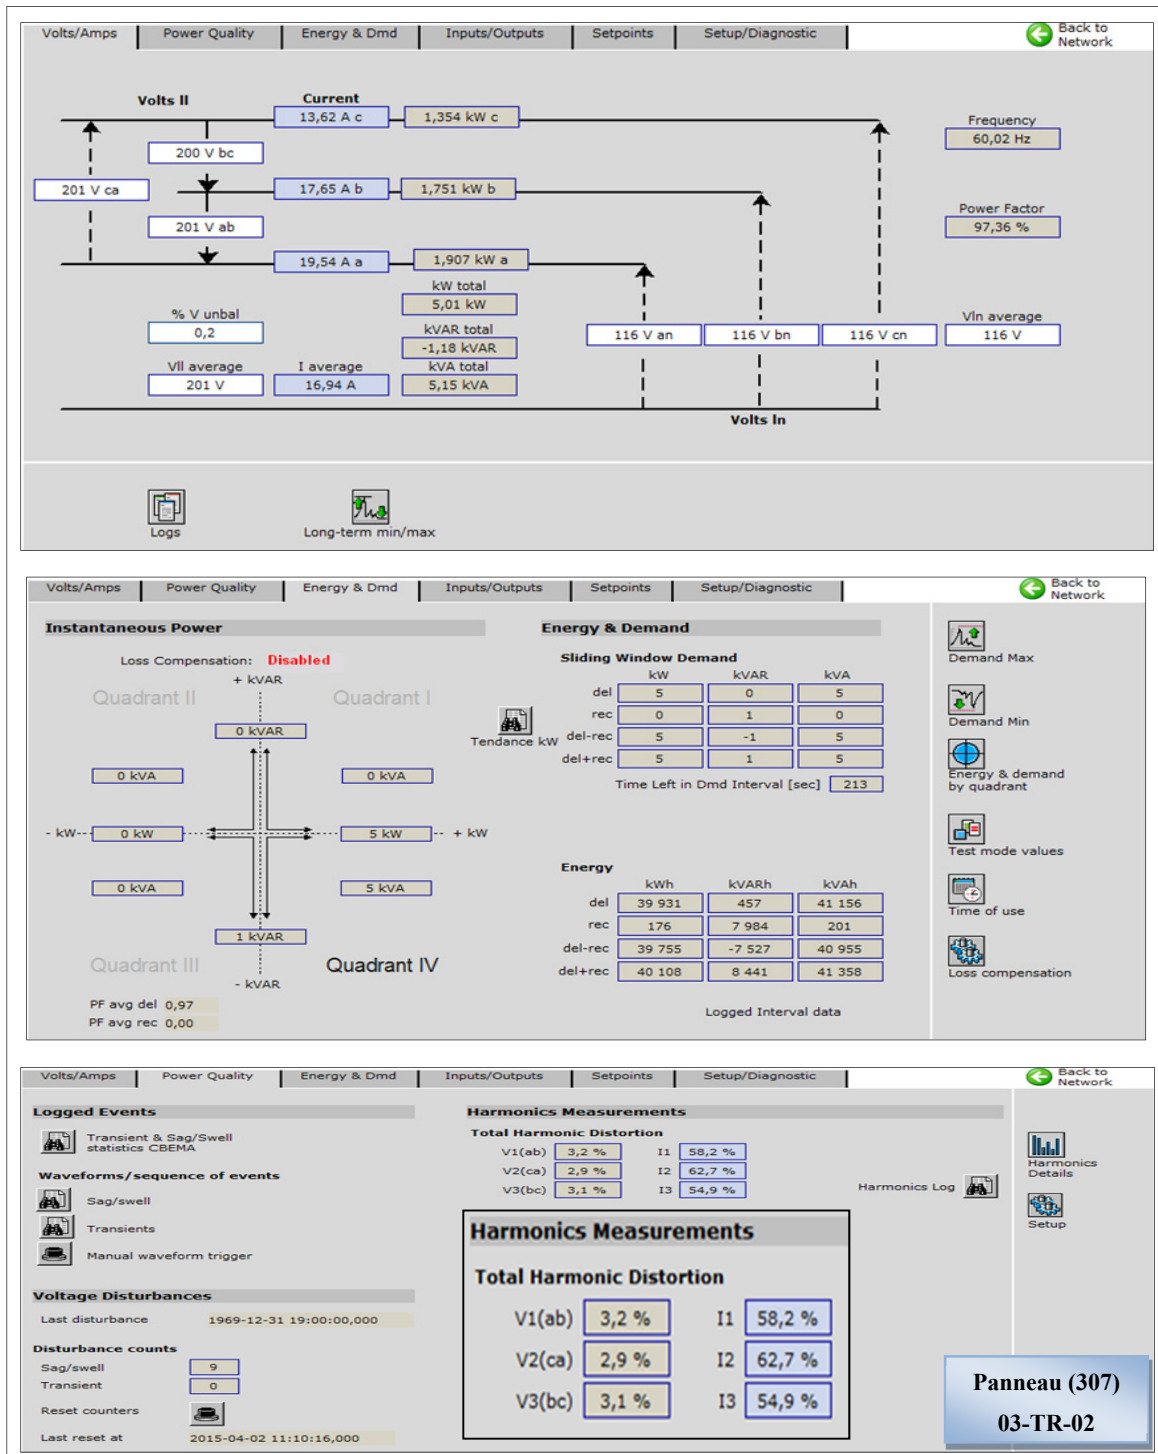 Volts/Amps Power Quality Energy & Dmd Inputs/Outputs Setpoints Setup/Diagnostic Back to Network
Volts ll Current
13,62 A c 1,354 kW c
Frequency
60,02 Hz
200 V bc
201 V ca 17,65 A b 1,751 kW b
Power Factor
97,36 %
201 V ab
19,54 A a 1,907 kW a
kW total
5,01 kW
% V unbal
0,2
kVAR total
-1,18 kVAR
116 V an 116 V bn 116 V cn
Vln average
116 V
Vll average I average kVA total
201 V 16,94 A 5,15 kVA
Volts ln
Logs Long-term min/max
Volts/Amps Power Quality Energy & Dmd Inputs/Outputs Setpoints Setup/Diagnostic Back to Network
Instantaneous Power
Loss Compensation: Disabled
+ kVAR
Quadrant II Quadrant I
0 kVAR
0 kVA 0 kVA
- kW 0 kW 5 kW + kW
0 kVA 5 kVA
1 kVAR
Quadrant III Quadrant IV
- kVAR
PF avg del 0,97
PF avg rec 0,00
Tendance kW
Energy & Demand
Sliding Window Demand
kW kVAR kVA
del 5 0 5
rec 0 1 0
del-rec 5 -1 5
del+rec 5 1 5
Time Left in Dmd Interval [sec] 213
Energy
kWh kVARh kVAh
del 39 931 457 41 156
rec 176 7 984 201
del-rec 39 755 -7 527 40 955
del+rec 40 108 8 441 41 358
Logged Interval data
Demand Max
Demand Min
Energy & demand
by quadrant
Test mode values
Time of use
Loss compensation
Volts/Amps Power Quality Energy & Dmd Inputs/Outputs Setpoints Setup/Diagnostic Back to Network
Logged Events
Transient & Sag/Swell
statistics CBEMA
Waveforms/sequence of events
Sag/swell
Transients
Manual waveform trigger
Voltage Disturbances
Last disturbance 1969-12-31 19:00:00,000
Disturbance counts
Sag/swell 9
Transient 0
Reset counters
Last reset at 2015-04-02 11:10:16,000
Harmonics Measurements
Total Harmonic Distortion
V1(ab) 3,2 % I1 58,2 %
V2(ca) 2,9 % I2 62,7 %
V3(bc) 3,1 % I3 54,9 %
Harmonics Log
Harmonics
Details
Setup
Harmonics Measurements
Total Harmonic Distortion
V1(ab) 3,2 % I1 58,2 %
V2(ca) 2,9 % I2 62,7 %
V3(bc) 3,1 % I3 54,9 %
Panneau (307)
03-TR-02